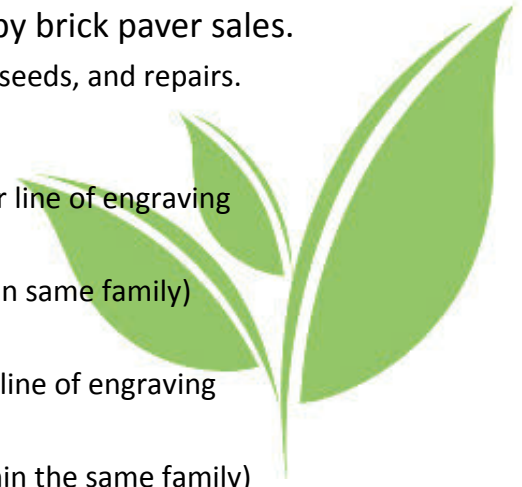 by brick paver sales.
seeds, and repairs.
r line of engraving
n same family)
line of engraving
in the same family)